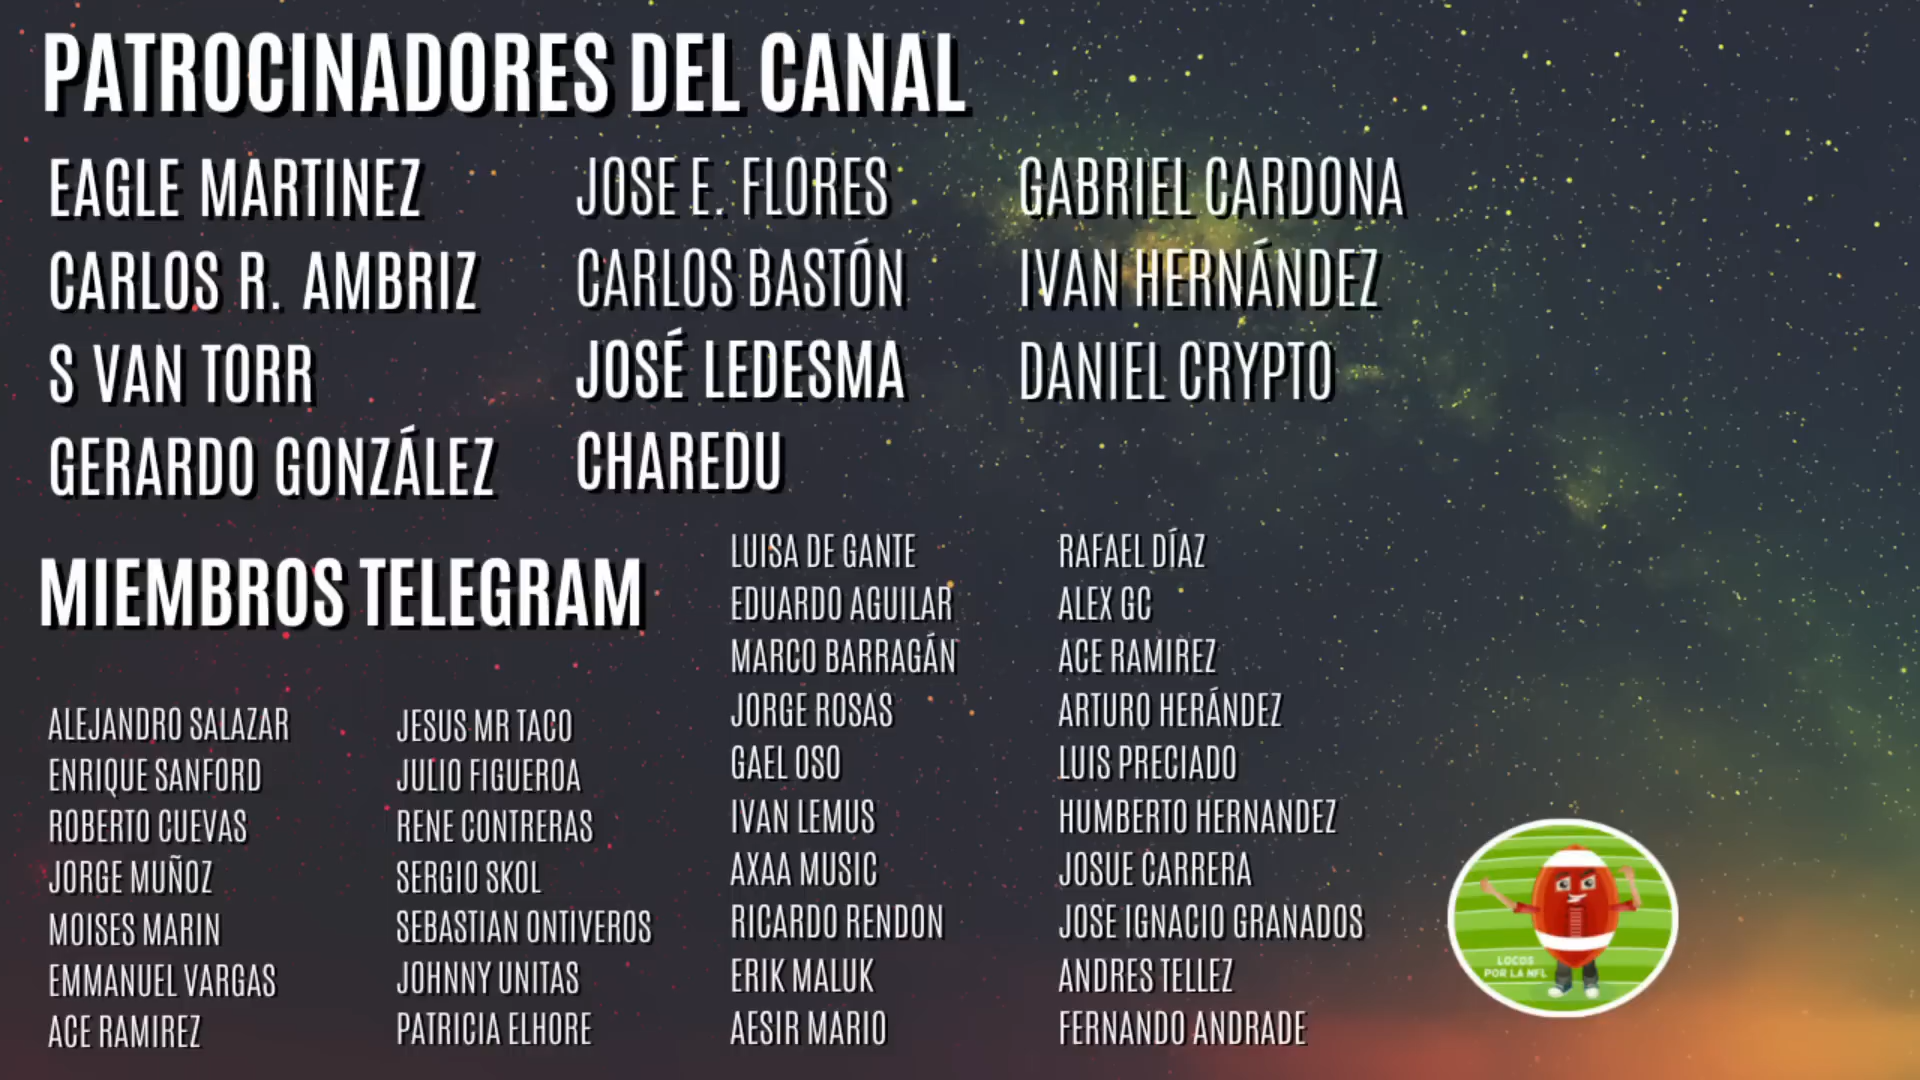 PATROCINADORES DEL CANAL
EAGLE MARTINEZ
CARLOS R. AMBRIZ
S VAN TORR
GERARDO GONZÁLEZ
JOSE E. FLORES
CARLOS BASTÓN
JOSÉ LEDESMA
CHAREDU
GABRIEL CARDONA
IVAN HERNÁNDEZ
DANIEL CRYPTO
MIEMBROS TELEGRAM
ALEJANDRO SALAZAR
ENRIQUE SANFORD
ROBERTO CUEVAS
JORGE MUÑOZ
MOISES MARIN
EMMANUEL VARGAS
ACE RAMIREZ
JESUS MR TACO
JULIO FIGUEROA
RENE CONTRERAS
SERGIO SKOL
SEBASTIAN ONTIVEROS
JOHNNY UNITAS
PATRICIA ELHORE
LUISA DE GANTE
EDUARDO AGUILAR
MARCO BARRAGÁN
JORGE ROSAS
GAEL OSO
IVAN LEMUS
AXAA MUSIC
RICARDO RENDON
ERIK MALUK
AESIR MARIO
RAFAEL DÍAZ
ALEX GC
ACE RAMIREZ
ARTURO HERÁNDEZ
LUIS PRECIADO
HUMBERTO HERNANDEZ
JOSUE CARRERA
JOSE IGNACIO GRANADOS
ANDRES TELLEZ
FERNANDO ANDRADE
LOCOS
POR LA NFL